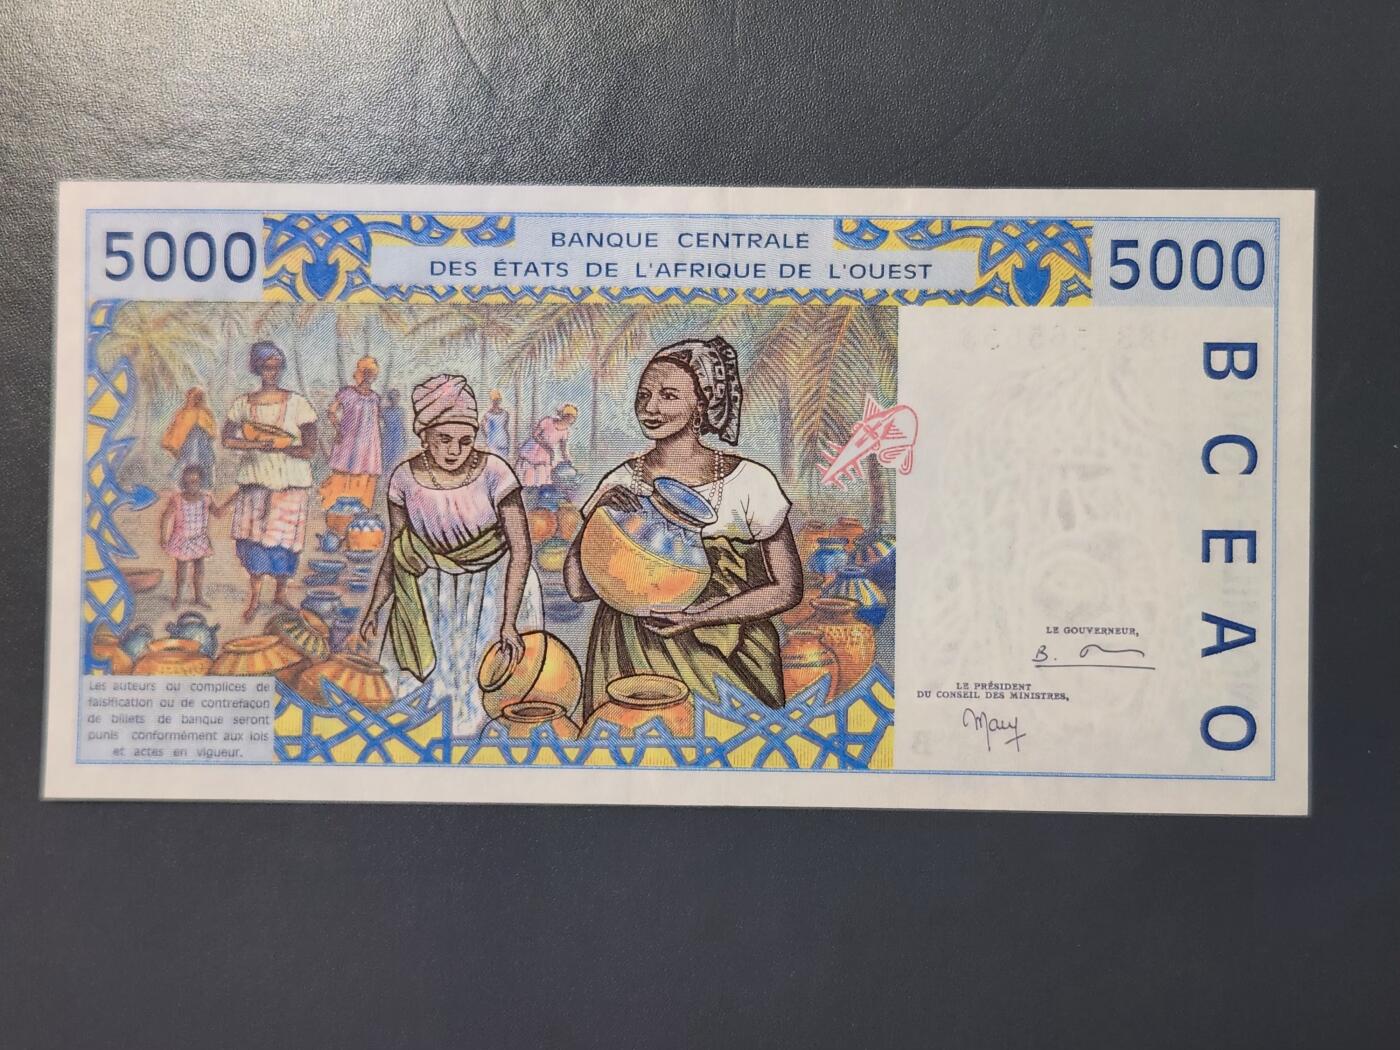 5000
BANQUE CENTRALE
DES ÉTATS DE L'AFRIQUE DE L'OUEST
5000
BCEAO
LE GOUVERNEUR,
LE PRÉSIDENT
DU CONSEIL DES MINISTRES,
Les auteurs ou complices de
falsification ou de contrefaçon
de billets de banque seront
punis conformément aux lois
et actes en vigueur.